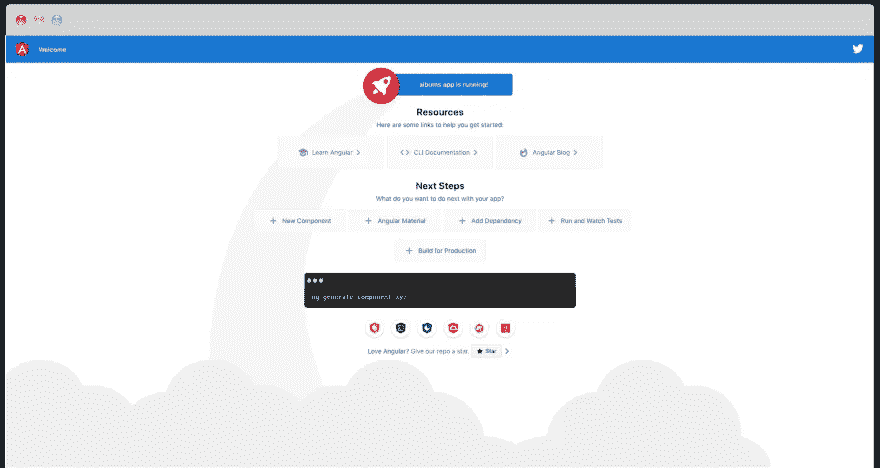 Welcome
albums app is running!
Resources
Here are some links to help you get started:
Learn Angular
CLI Documentation
Angular Blog
Next Steps
What do you want to do next with your app?
New Component
Angular Material
Add Dependency
Run and Watch Tests
Build for Production
ng generate component xyz
Love Angular? Give our repo a star.
Star